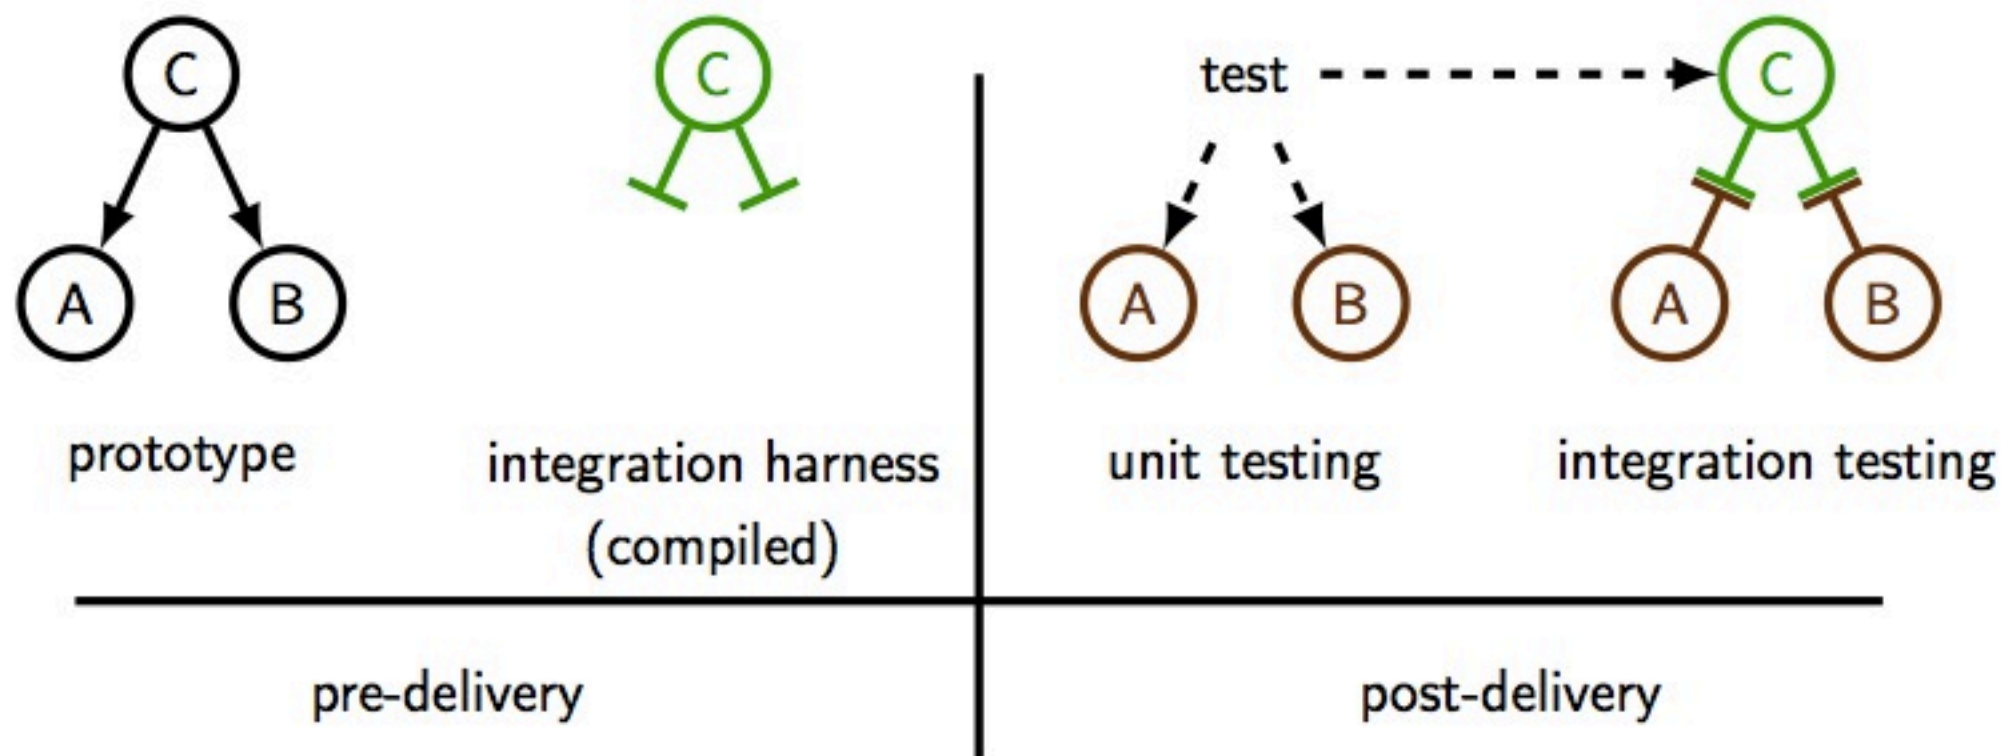 C
A
B
prototype
C
integration harness
(compiled)
test
A
B
unit testing
C
A
B
integration testing
pre-delivery
post-delivery